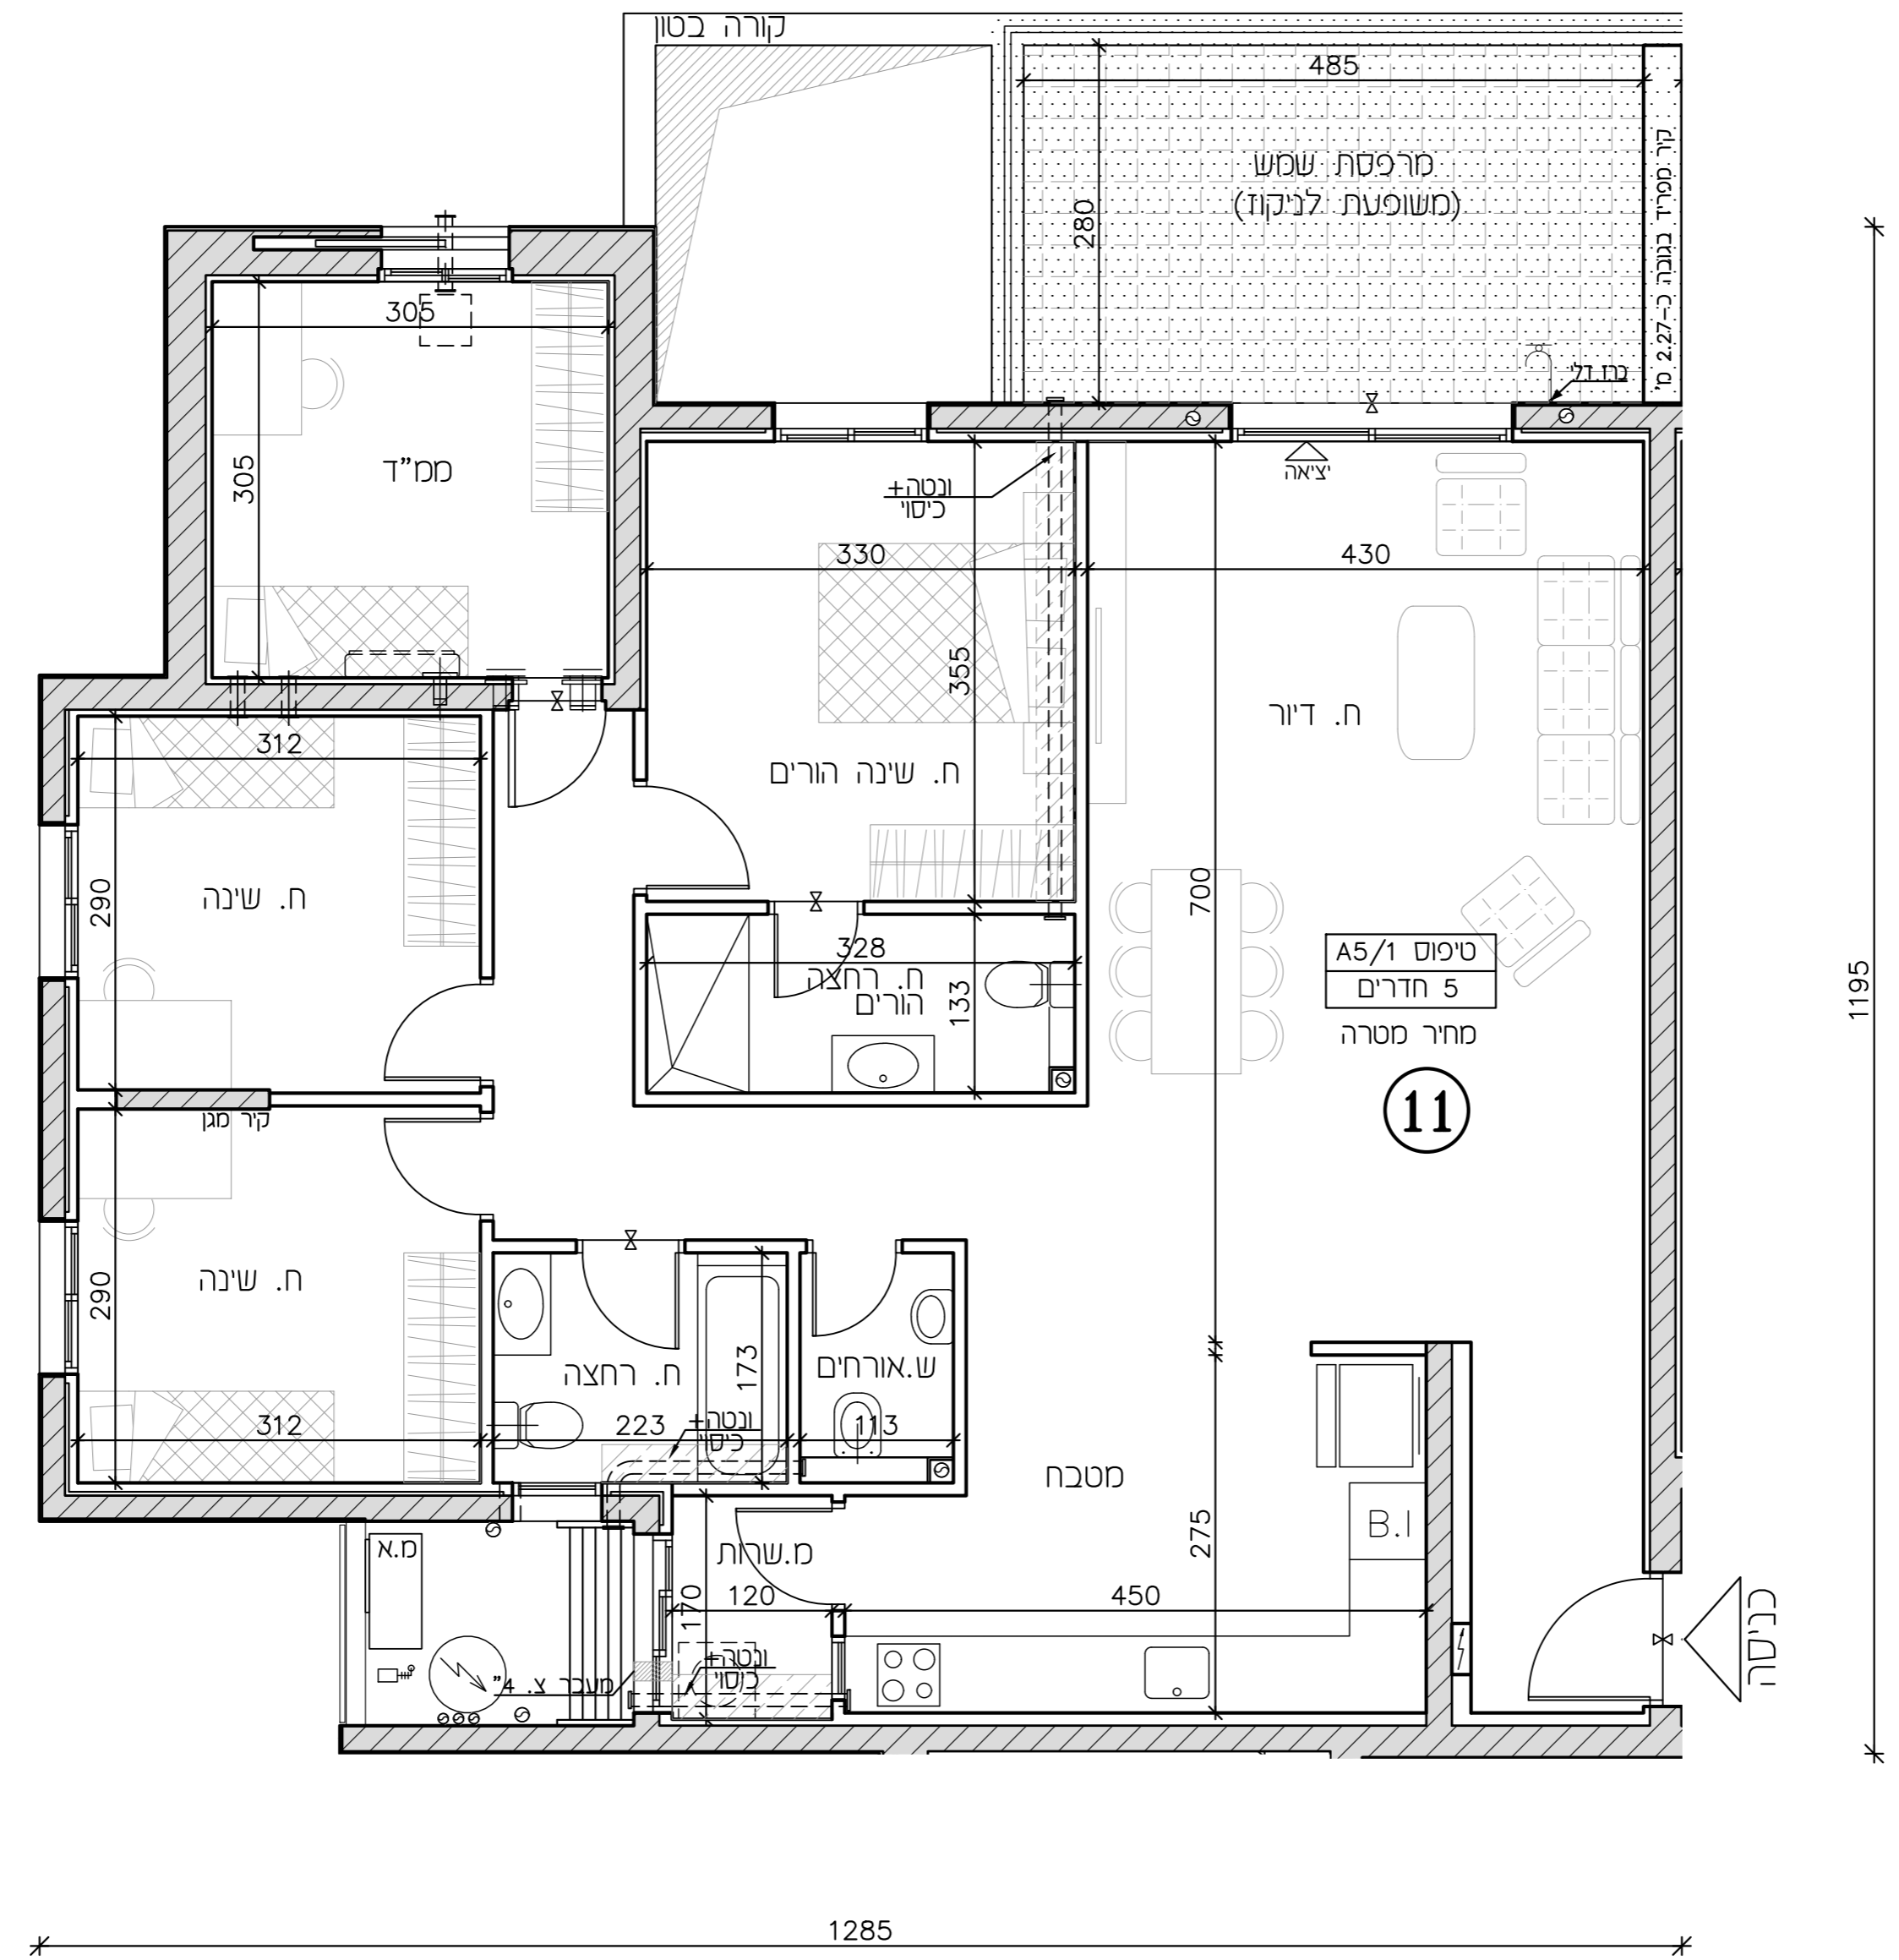 קורה בטון
485
מרפסת שמש
(משופעת לניקוז)
280
קיר מפריד בגובה כ-2.27 מ'
ברז דלי
305
305
ממ"ד
ונטה+
כיסוי
יציאה
330
430
355
ח. דיור
312
ח. שינה הורים
290
ח. שינה
700
328
ח. רחצה
הורים
133
טיפוס A5/1
5 חדרים
מחיר מטרה
11
1195
קיר מגן
290
ח. שינה
312
ח. רחצה
173
223
ונטה+
כיסוי
ש.אורחים
113
מטבח
275
B.I
מ.א
מ.שרות
170
120
450
ונטה+
כיסוי
מעבר צ. 4"
כניסה
1285